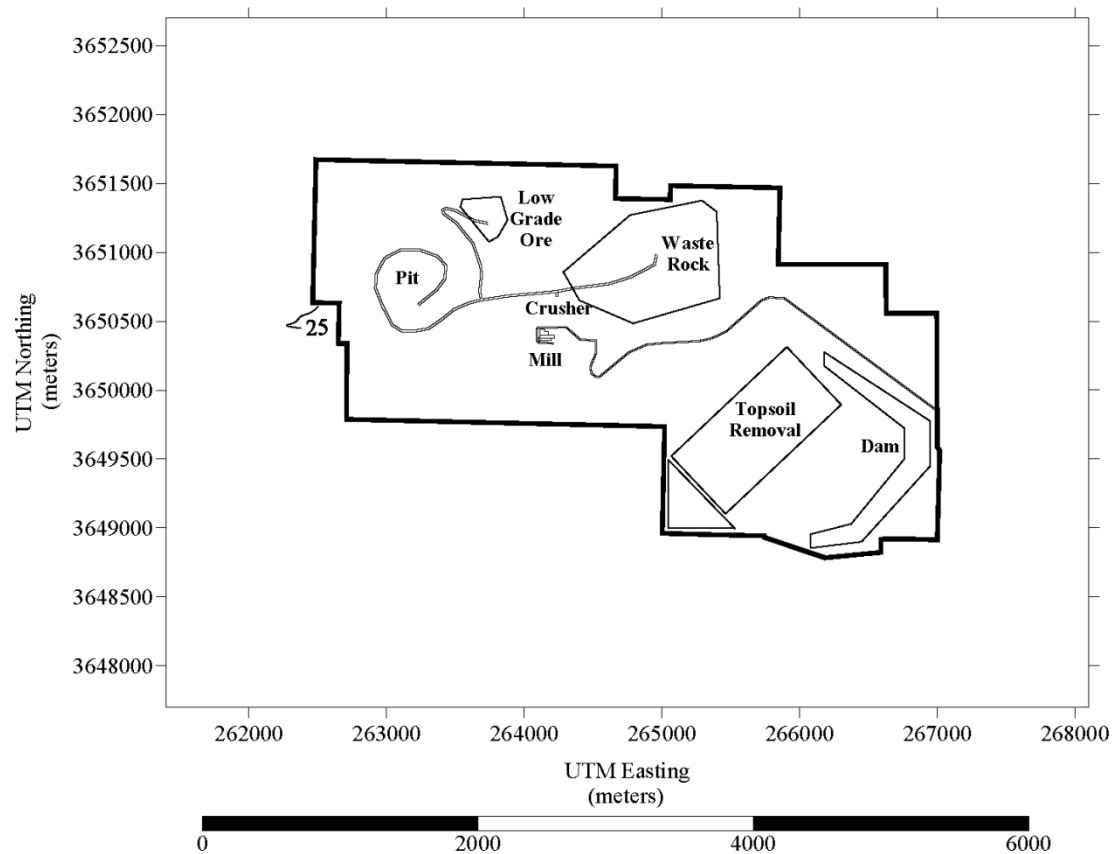 3652500
3652000
3651500
3651000
3650500
3650000
3649500
3649000
3648500
3648000
UTM Northing
(meters)
Low
Grade
Ore
Waste
Rock
Pit
Crusher
25
Mill
Topsoil
Removal
Dam
262000 263000 264000 265000 266000 267000 268000
UTM Easting
(meters)
0 2000 4000 6000